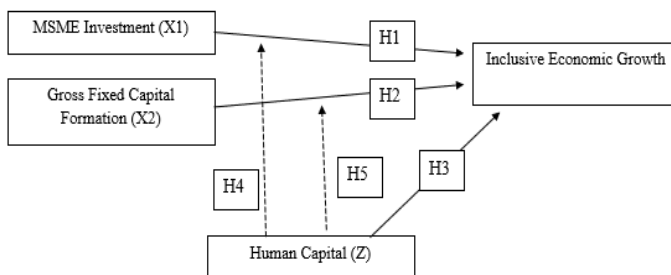 MSME Investment (X1)
H1
Inclusive Economic Growth
Gross Fixed Capital
Formation (X2)
H2
H3
H4
H5
Human Capital (Z)